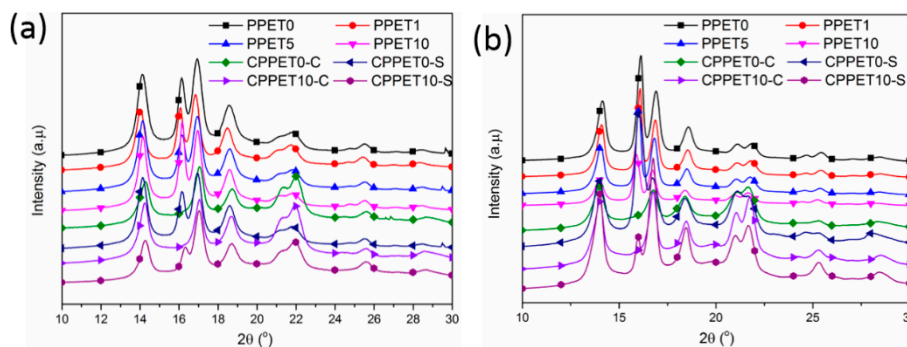 (a)
PPET0 PPET1
PPET5 PPET10
CPPET0-C CPPET0-S
CPPET10-C CPPET10-S
Intensity (a.μ)
10 12 14 16 18 20 22 24 26 28 30
2θ (°)
(b)
PPET0 PPET1
PPET5 PPET10
CPPET0-C CPPET0-S
CPPET10-C CPPET10-S
Intensity (a.μ)
10 15 20 25 30
2θ (°)